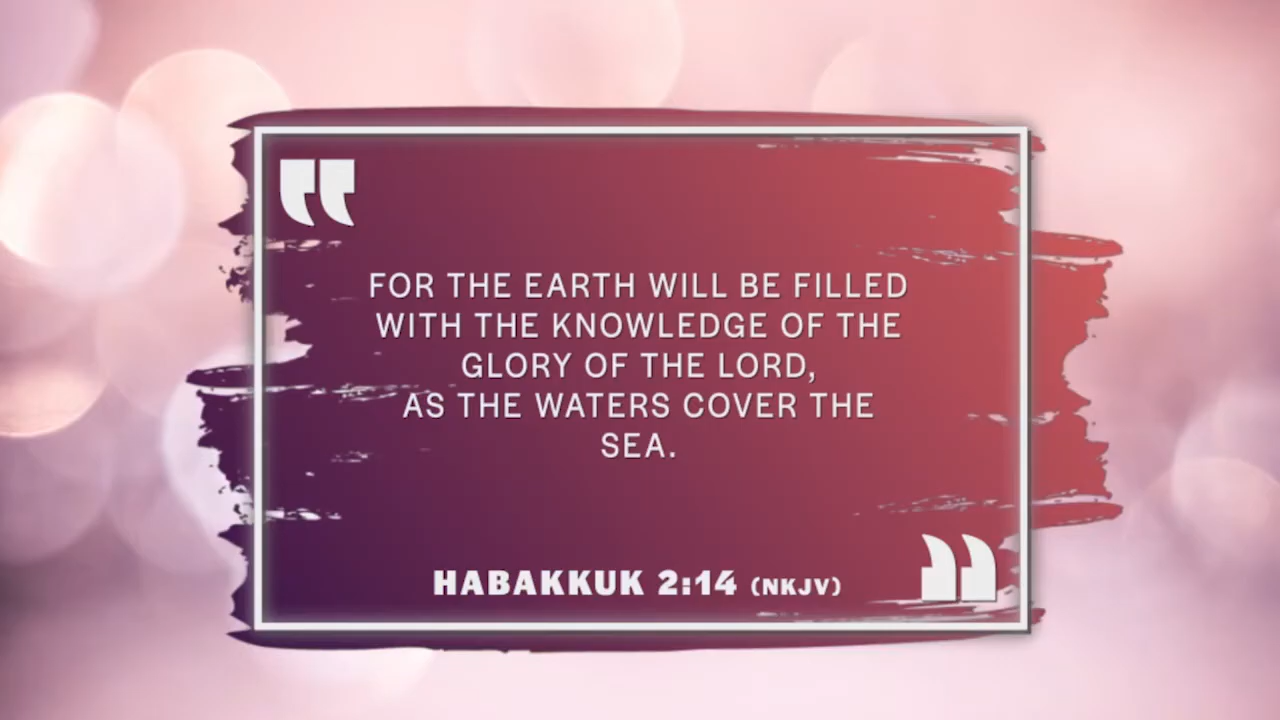 FOR THE EARTH WILL BE FILLED
WITH THE KNOWLEDGE OF THE
GLORY OF THE LORD,
AS THE WATERS COVER THE
SEA.
HABAKKUK 2:14 (NKJV)